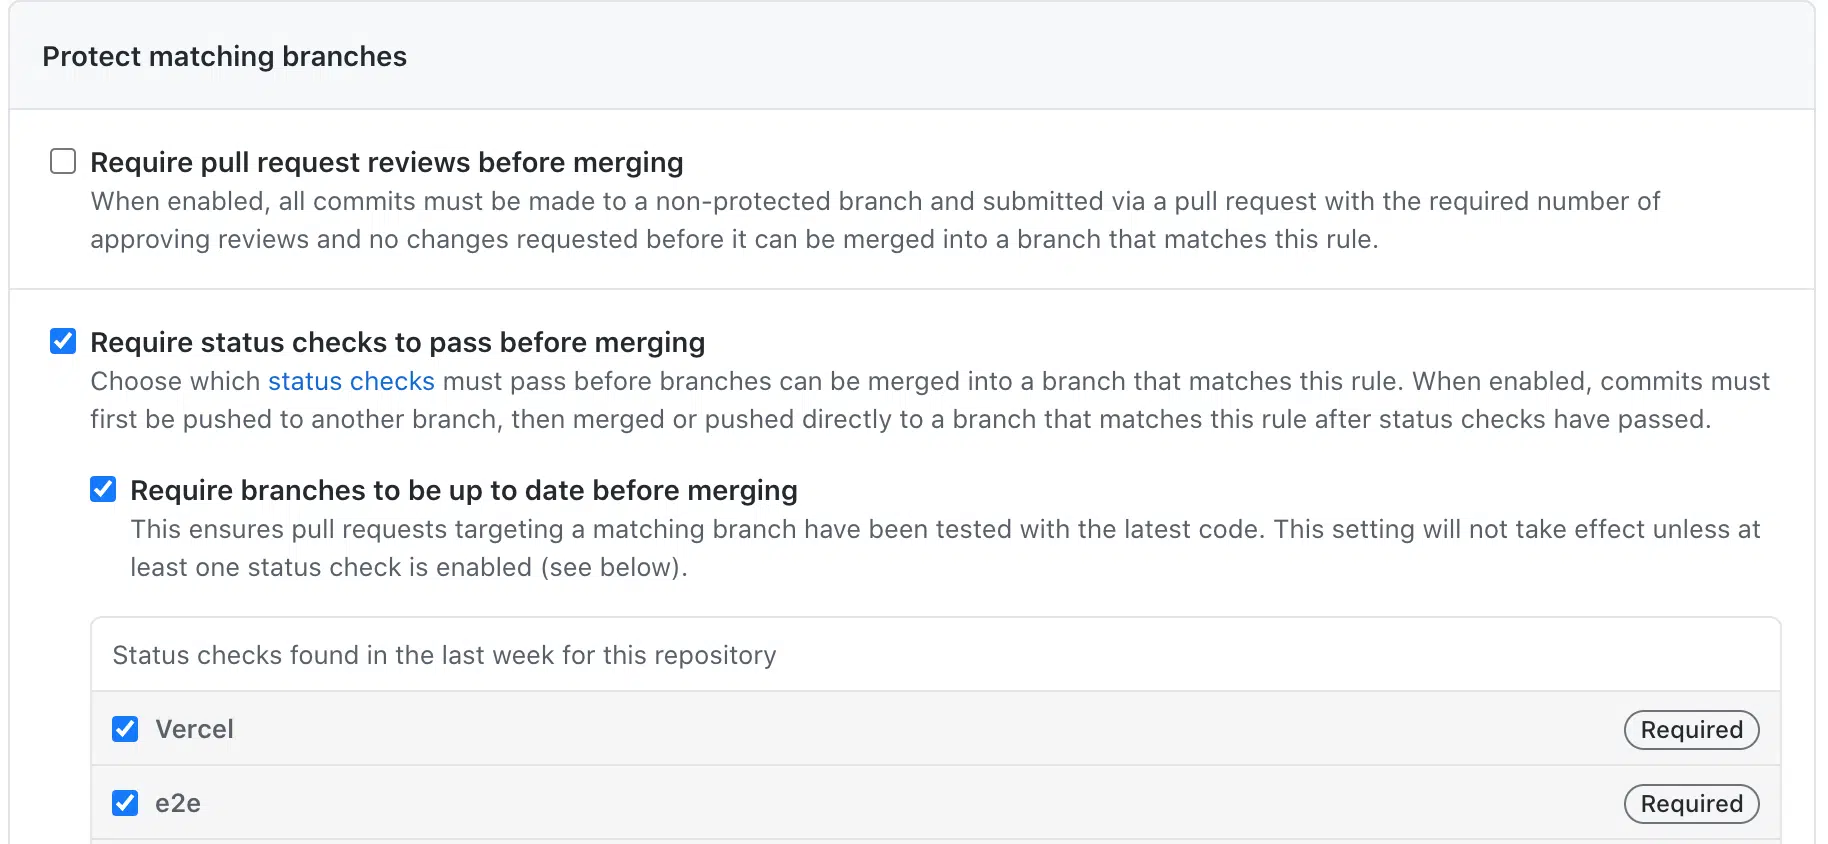 Protect matching branches
Require pull request reviews before merging
When enabled, all commits must be made to a non-protected branch and submitted via a pull request with the required number of
approving reviews and no changes requested before it can be merged into a branch that matches this rule.
Require status checks to pass before merging
Choose which status checks must pass before branches can be merged into a branch that matches this rule. When enabled, commits must
first be pushed to another branch, then merged or pushed directly to a branch that matches this rule after status checks have passed.
Require branches to be up to date before merging
This ensures pull requests targeting a matching branch have been tested with the latest code. This setting will not take effect unless at
least one status check is enabled (see below).
Status checks found in the last week for this repository
Vercel Required
e2e Required